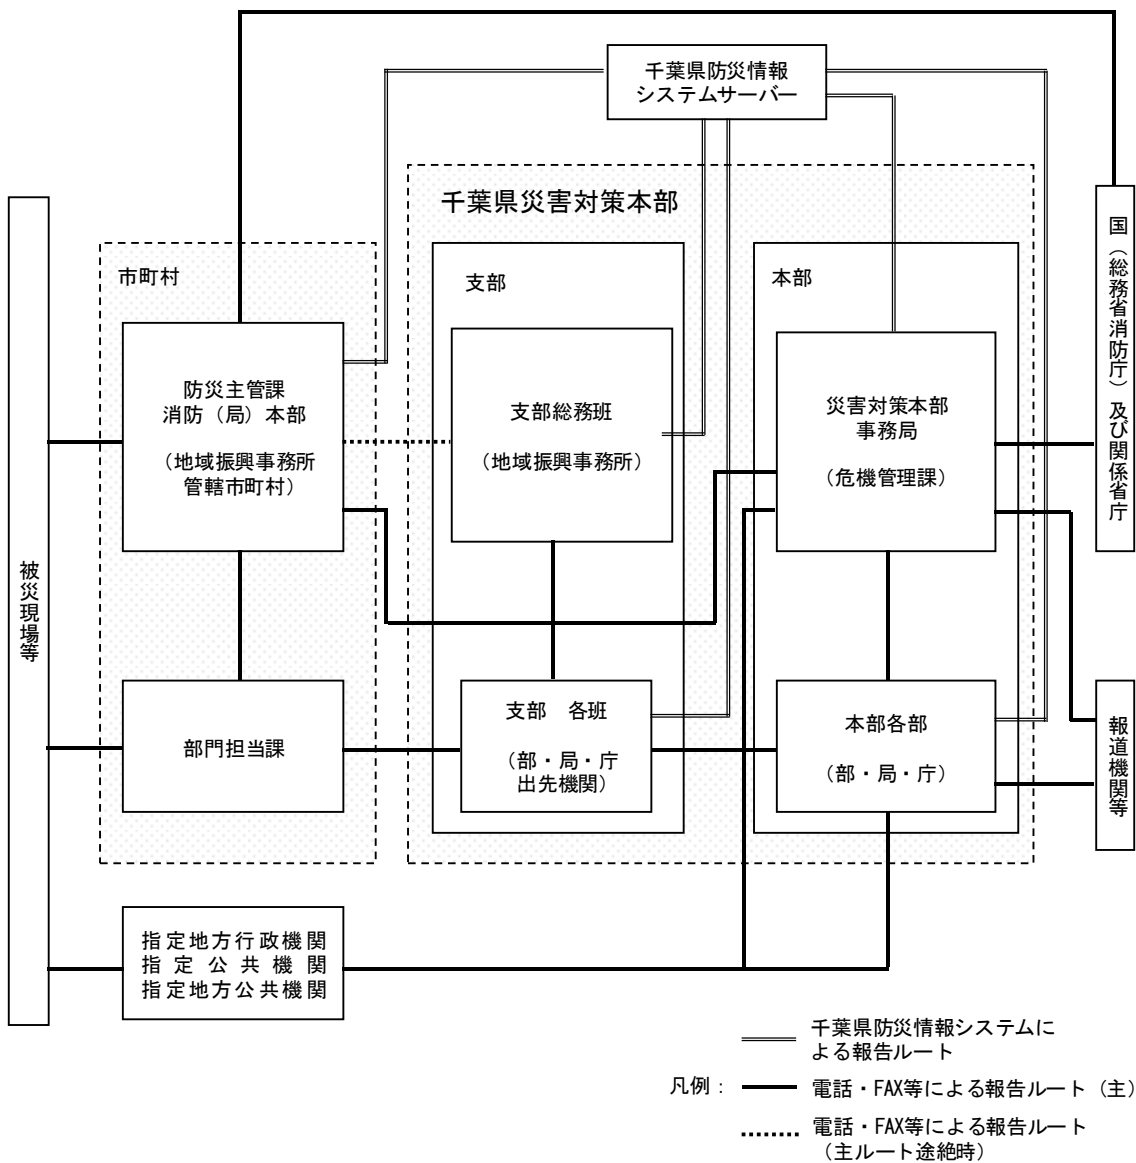 千葉県防災情報
システムサーバー
千葉県災害対策本部
市町村
支部
本部
防災主管課
消防（局）本部
（地域振興事務所
管轄市町村）
支部総務班
（地域振興事務所）
災害対策本部
事務局
（危機管理課）
国（総務省消防庁）及び関係省庁
被災現場等
部門担当課
支部　各班
（部・局・庁
出先機関）
本部各部
（部・局・庁）
報道機関等
指定地方行政機関
指定公共機関
指定地方公共機関
凡例：
千葉県防災情報システムに
よる報告ルート
電話・FAX等による報告ルート（主）
電話・FAX等による報告ルート
（主ルート途絶時）